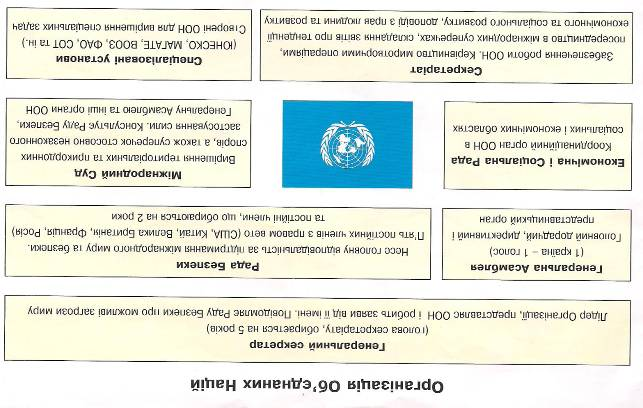 Організація Об'єднаних Націй
Генеральний секретар
(голова секретаріату, обирається на 5 років)
Лідер Організації, представляє ООН і робить заяви від її імені. Повідомляє Раду Безпеки про можливі загрози миру
Генеральна Асамблея
(1 країна – 1 голос)
Головний дорадчий, директивний і
представницький орган
Рада Безпеки
Несе головну відповідальність за підтримання міжнародного миру та безпеки.
П'ять постійних членів з правом вето (США, Китай, Велика Британія, Франція, Росія)
та постійні члени, що обираються на 2 роки
Економічна і Соціальна Рада
Координаційний орган ООН в
соціальних і економічних областях
Міжнародний Суд
Вирішення територіальних та прикордонних
спорів, а також суперечок стосовно незаконного
застосування сили. Консультує Раду Безпеки,
Генеральну Асамблею та інші органи ООН
Секретаріат
Забезпечення роботи ООН. Керівництво миротворчими операціями,
посередництво в міжнародних суперечках, складання звітів про тенденції
економічного та соціального розвитку, доповіді з прав людини та розвитку
Спеціалізовані установи
(ЮНЕСКО, МАГАТЕ, ВООЗ, ФАО, СОТ та ін.)
Створені ООН для вирішення спеціальних задач